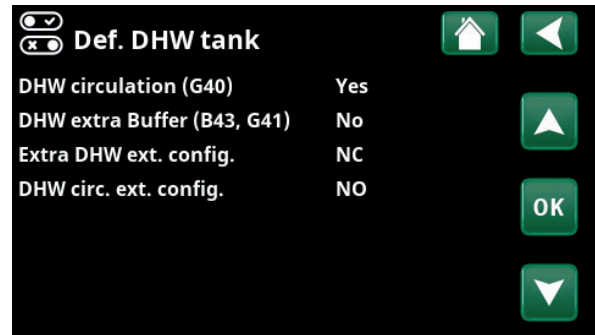 Def. DHW tank
DHW circulation (G40) Yes
DHW extra Buffer (B43, G41) No
Extra DHW ext. config. NC
DHW circ. ext. config. NO
OK